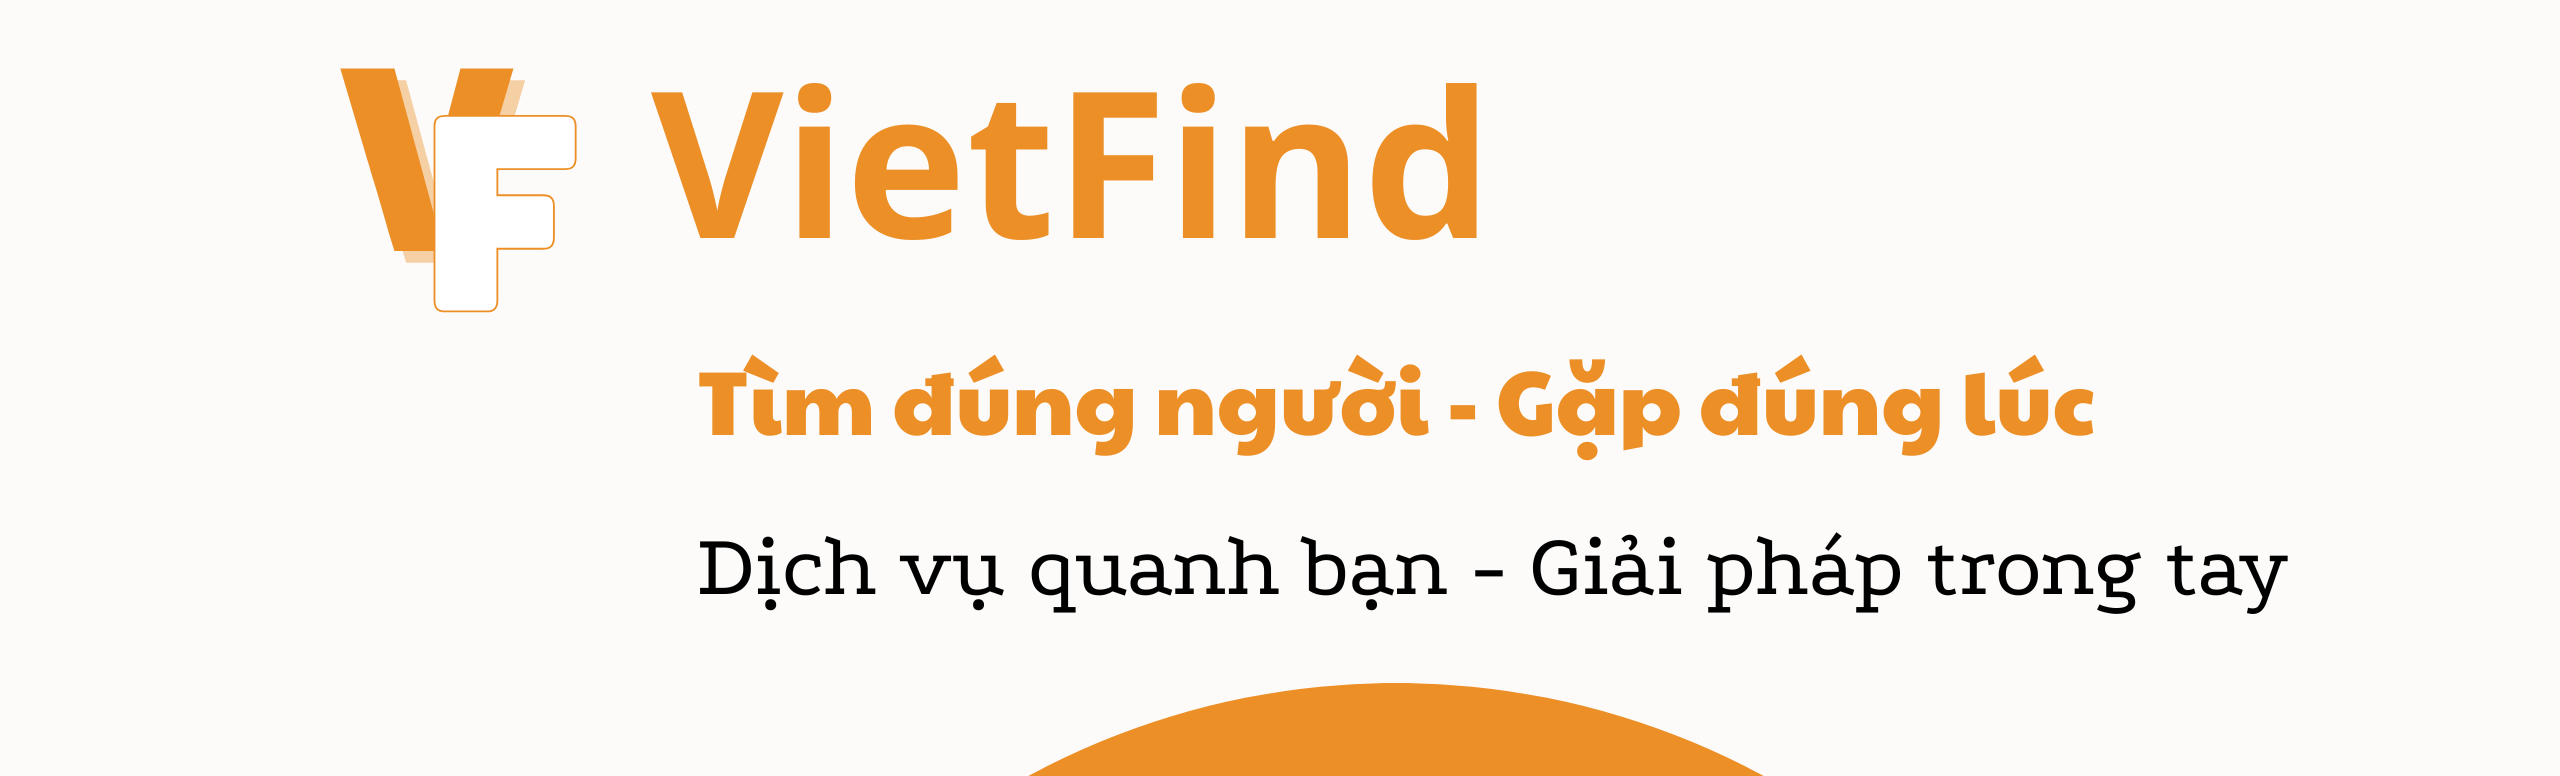 VF VietFind
Tìm đúng người - Gặp đúng lúc
Dịch vụ quanh bạn - Giải pháp trong tay